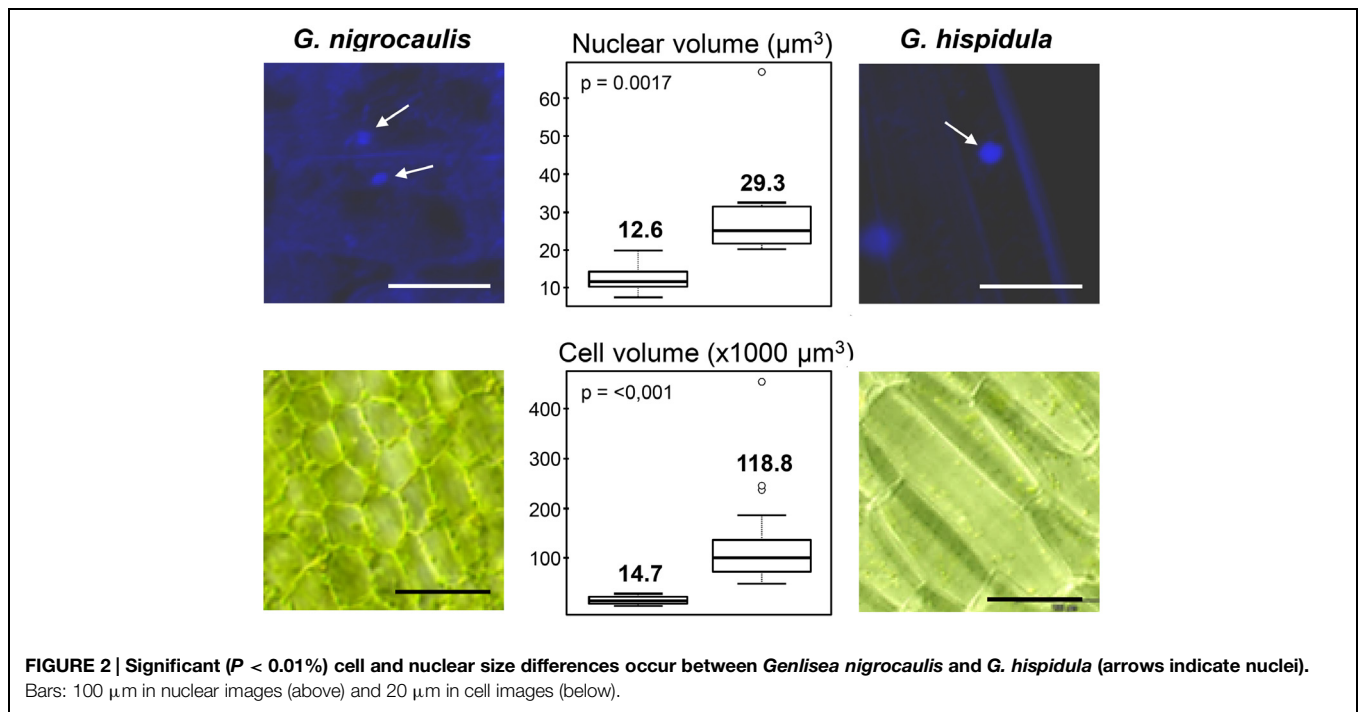 G. nigrocaulis
Nuclear volume (µm³)
G. hispidula
p = 0.0017
60
50
40
30
20
10
12.6
29.3
Cell volume (x1000 µm³)
p = <0,001
400
300
200
100
14.7
118.8
FIGURE 2 | Significant (P < 0.01%) cell and nuclear size differences occur between Genlisea nigrocaulis and G. hispidula (arrows indicate nuclei).
Bars: 100 µm in nuclear images (above) and 20 µm in cell images (below).